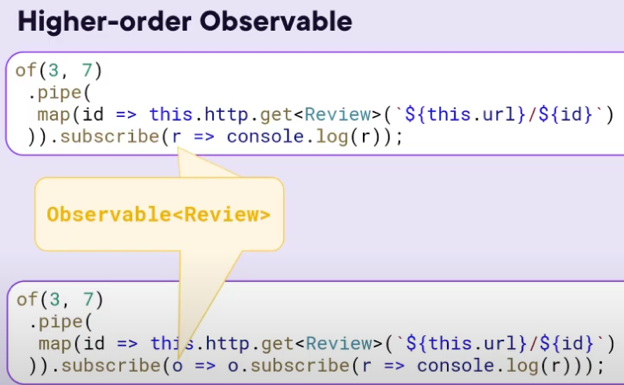 Higher-order Observable
of(3, 7)
.pipe(
map(id => this.http.get<Review>(`${this.url}/${id}`)
)).subscribe(r => console.log(r));
Observable<Review>
of(3, 7)
.pipe(
map(id => this.http.get<Review>(`${this.url}/${id}`)
)).subscribe(o => o.subscribe(r => console.log(r)));